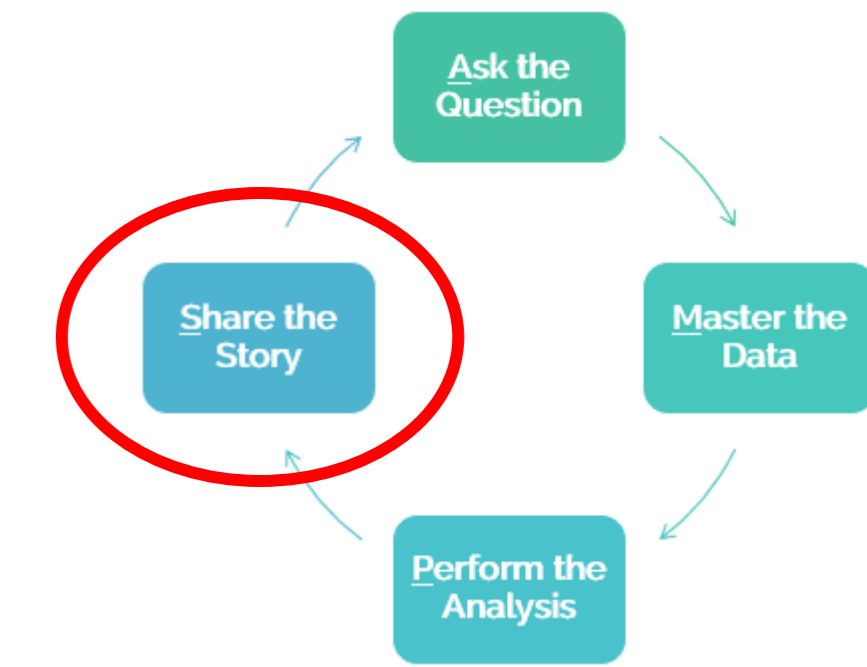 Ask the
Question
Master the
Data
Perform the
Analysis
Share the
Story